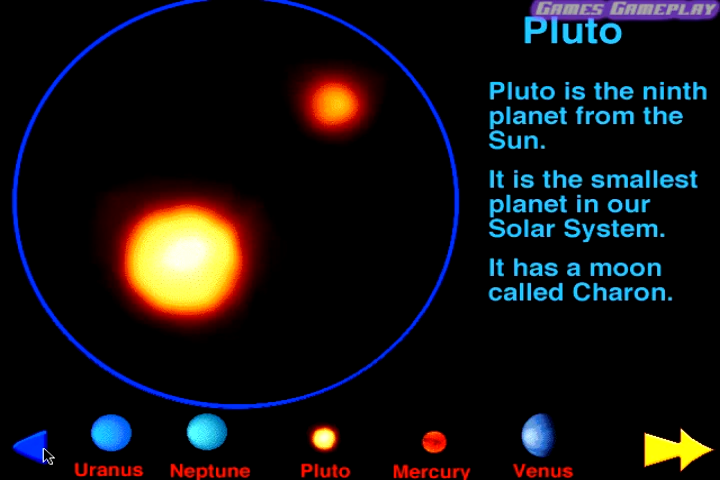 Games Gameplay
Pluto
Pluto is the ninth
planet from the
Sun.
It is the smallest
planet in our
Solar System.
It has a moon
called Charon.
Uranus Neptune Pluto Mercury Venus